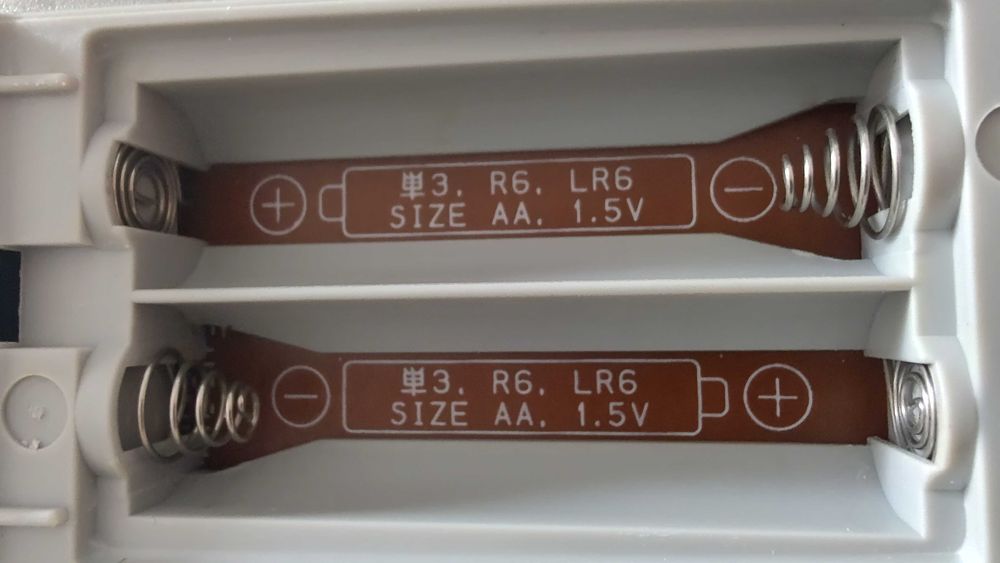 ⊕ 単3. R6. LR6 ⊖
SIZE AA. 1.5V
⊖ 単3. R6. LR6 ⊕
SIZE AA. 1.5V